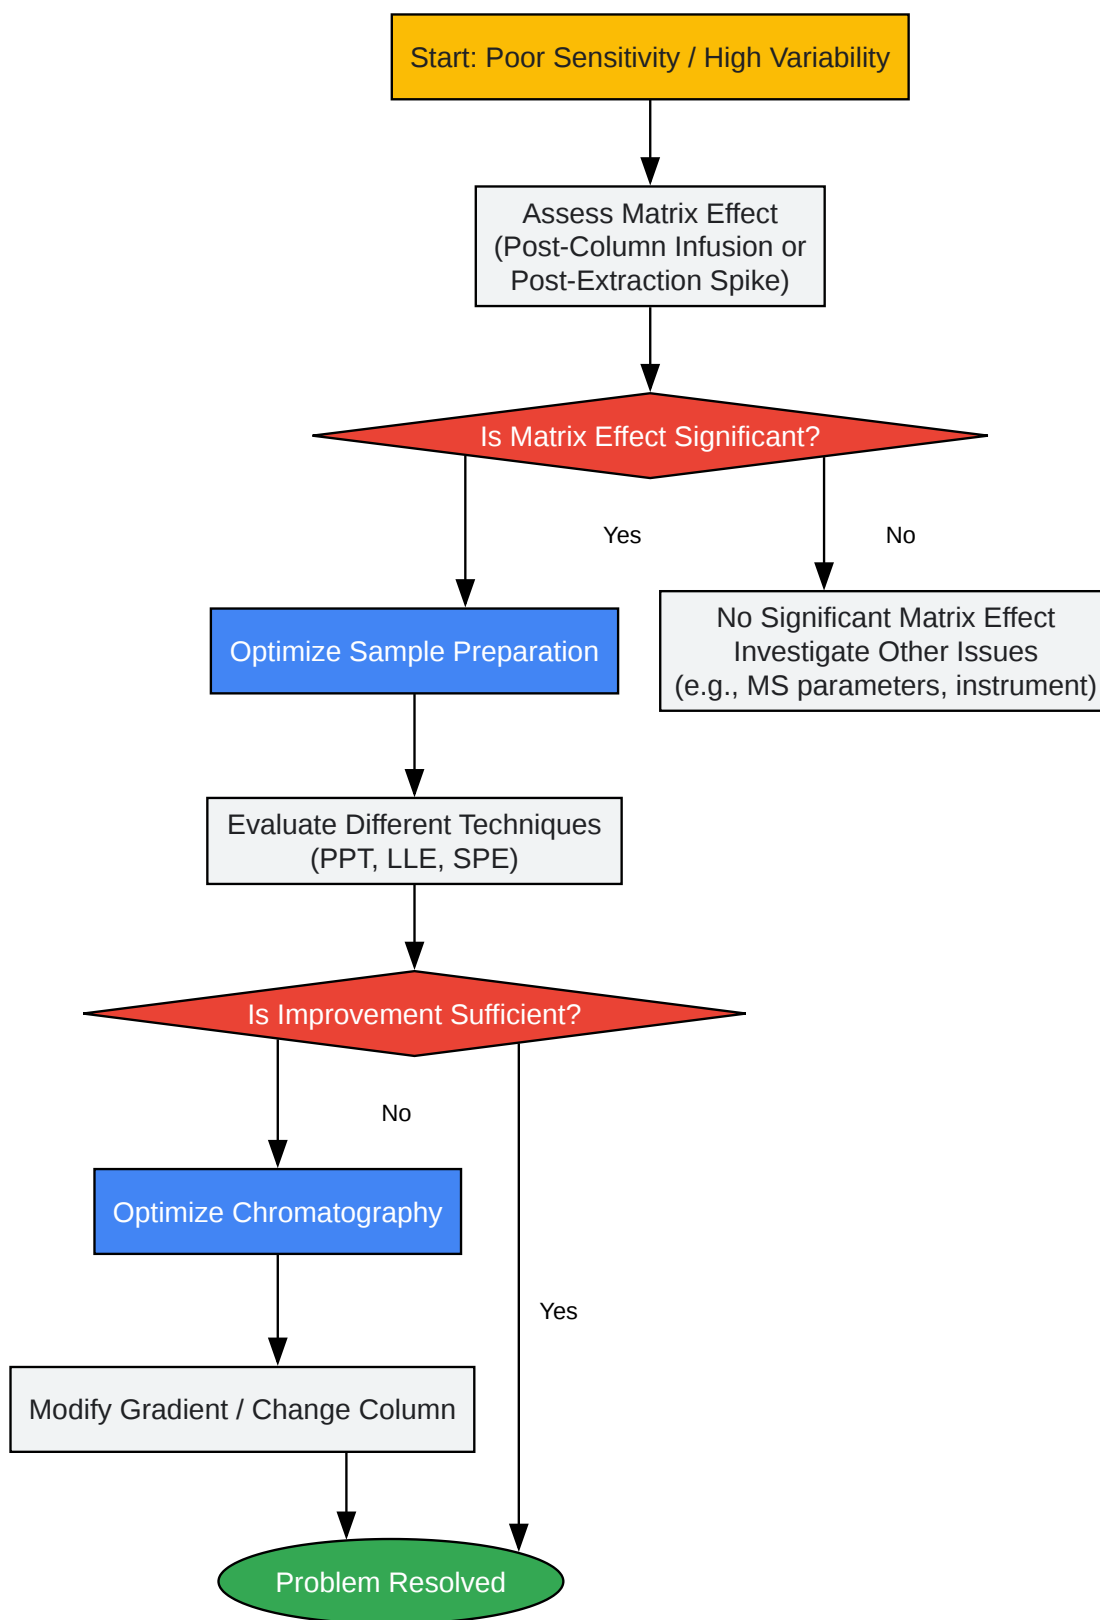 Start: Poor Sensitivity / High Variability
Assess Matrix Effect
(Post-Column Infusion or
Post-Extraction Spike)
Is Matrix Effect Significant?
Yes
No
Optimize Sample Preparation
No Significant Matrix Effect
Investigate Other Issues
(e.g., MS parameters, instrument)
Evaluate Different Techniques
(PPT, LLE, SPE)
Is Improvement Sufficient?
No
Optimize Chromatography
Yes
Modify Gradient / Change Column
Problem Resolved